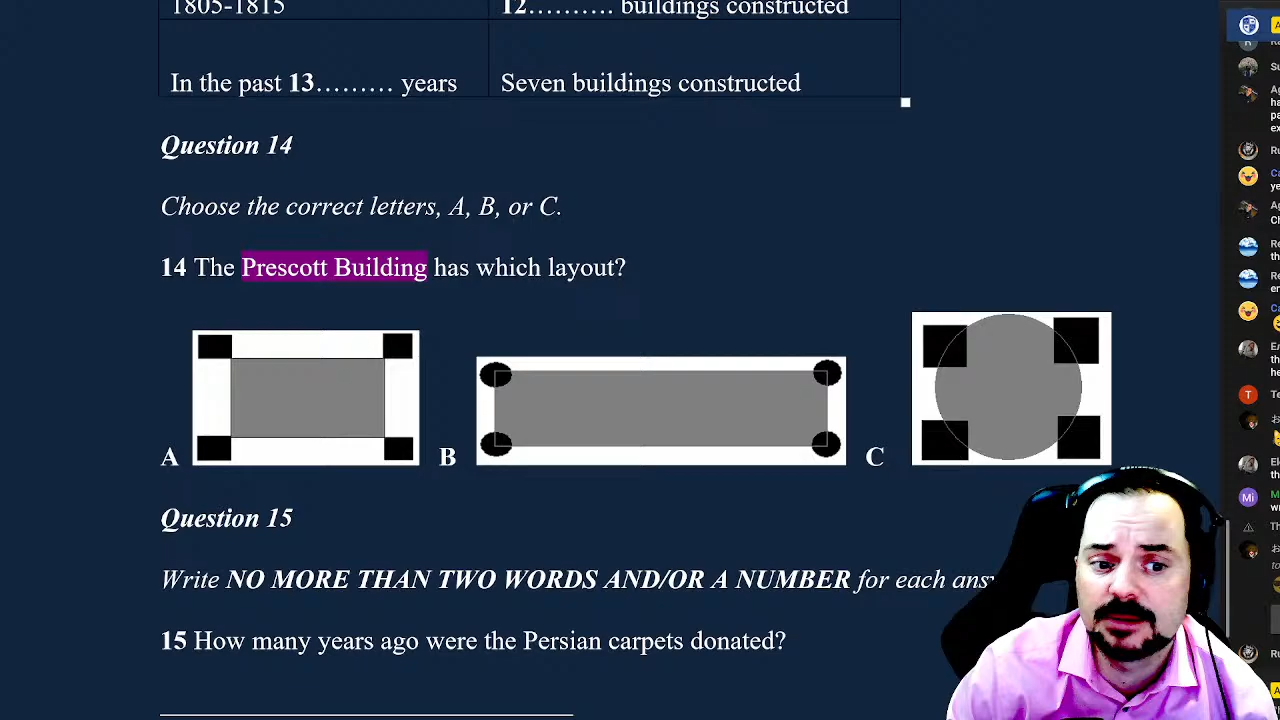 1805-1815
12.......... buildings constructed
In the past 13......... years
Seven buildings constructed
Question 14
Choose the correct letters, A, B, or C.
14 The Prescott Building has which layout?
A
B
C
Question 15
Write NO MORE THAN TWO WORDS AND/OR A NUMBER for each
15 How many years ago were the Persian carpets donated?
T
Mi